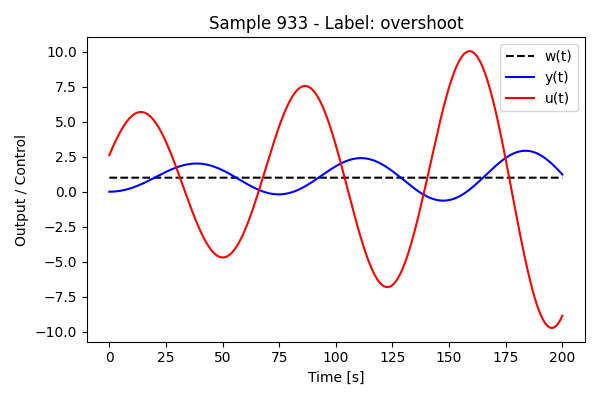 Sample 933 - Label: overshoot
w(t)
y(t)
u(t)
Output / Control
10.0
7.5
5.0
2.5
0.0
−2.5
−5.0
−7.5
−10.0
0 25 50 75 100 125 150 175 200
Time [s]